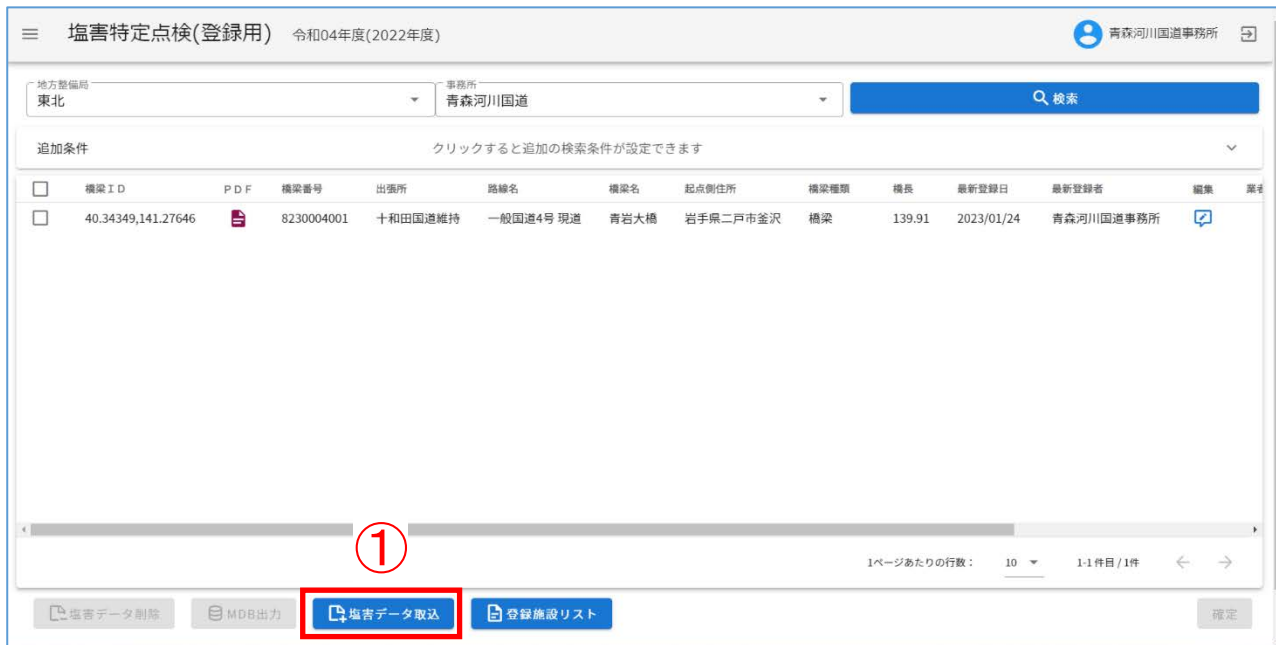 塩害特定点検(登録用) 令和04年度(2022年度) 青森河川国道事務所
地方整備局 事務所
東北 青森河川国道 検索
追加条件 クリックすると追加の検索条件が設定できます
橋梁ID PDF 橋梁番号 出張所 路線名 橋梁名 起点側住所 橋梁種類 橋長 最新登録日 最新登録者 編集 業者
40.34349,141.27646 8230004001 十和田国道維持 一般国道4号 現道 青岩大橋 岩手県二戸市釜沢 橋梁 139.91 2023/01/24 青森河川国道事務所
①
1ページあたりの行数： 10 1-1 件目 / 1件
塩害データ削除 MDB出力 塩害データ取込 登録施設リスト 確定